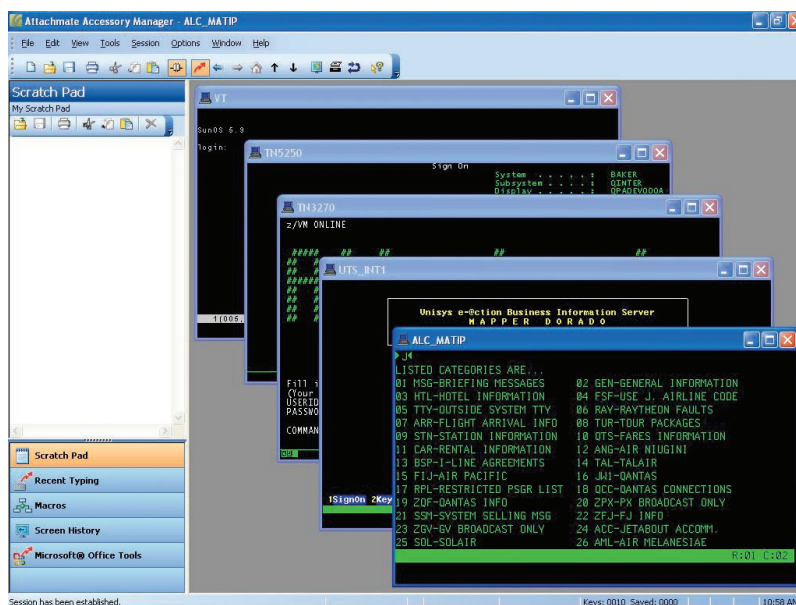 Attachmate Accessory Manager - ALC_MATIP
File Edit View Tools Session Options Window Help
Scratch Pad
My Scratch Pad
VT
SunOS 5.9
login:
TN5250
Sign On
System . . . . . : BAKER
Subsystem . . . . : QINTER
Display . . . . . : QPADEV000A
TN3270
z/VM ONLINE
##### ## ## ## ##
UTS_INT1
Unisys e-@ction Business Information Server
M A P P E R D O R A D O
1(005,
Fill i
(Your
USERID
PASSWO
COMMAN
1SignOn 2Key
ALC_MATIP
LISTED CATEGORIES ARE...
01 MSG-BRIEFING MESSAGES 02 GEN-GENERAL INFORMATION
03 HTL-HOTEL INFORMATION 04 FSF-USE J. AIRLINE CODE
05 TTY-OUTSIDE SYSTEM TTY 06 RAY-RAYTHEON FAULTS
07 ARR-FLIGHT ARRIVAL INFO 08 TUR-TOUR PACKAGES
09 STN-STATION INFORMATION 10 QTS-FARES INFORMATION
11 CAR-RENTAL INFORMATION 12 ANG-AIR NIUGINI
13 BSP-I-LINE AGREEMENTS 14 TAL-TALAIR
15 FIJ-AIR PACIFIC 16 JW1-QANTAS
17 RPL-RESTRICTED PSGR LIST 18 QCC-QANTAS CONNECTIONS
19 ZQF-QANTAS INFO 20 ZPX-PX BROADCAST ONLY
21 SSM-SYSTEM SELLING MSG 22 ZFJ-FJ INFO
23 ZGV-GV BROADCAST ONLY 24 ACC-JETABOUT ACCOMM.
25 SOL-SOLAIR 26 AML-AIR MELANESIAE
R:01 C:02
Scratch Pad
Recent Typing
Macros
Screen History
Microsoft® Office Tools
Session has been established.
Keys: 0010 Saved: 0000
10:58 AM